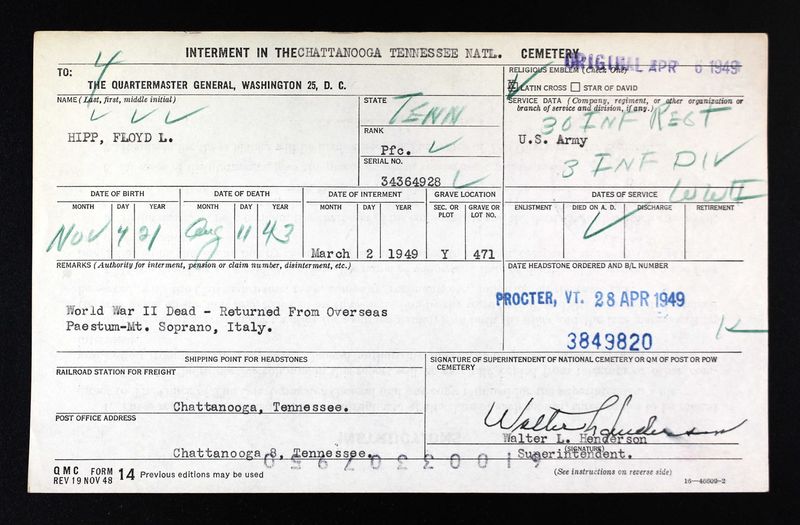 INTERMENT IN THE CHATTANOOGA TENNESSEE NATL. CEMETERY
ORIGINAL APR 6 1949
4
TO:
THE QUARTERMASTER GENERAL, WASHINGTON 25, D. C.
RELIGIOUS EMBLEM (Check One)
LATIN CROSS STAR OF DAVID
NAME (Last, first, middle initial)
HIPP, FLOYD L.
STATE
TENN
RANK
Pfc.
SERIAL NO.
34364928
SERVICE DATA (Company, regiment, or other organization or
branch of service and division, if any.)
30 INF REGT
U.S. Army
3 INF DIV
WWII
DATE OF BIRTH
MONTH DAY YEAR
Nov 4 21
DATE OF DEATH
MONTH DAY YEAR
Aug 11 43
DATE OF INTERMENT
MONTH DAY YEAR
March 2 1949
GRAVE LOCATION
SEC. OR PLOT GRAVE OR LOT NO.
Y 471
DATES OF SERVICE
ENLISTMENT DIED ON A. D. DISCHARGE RETIREMENT
REMARKS (Authority for interment, pension or claim number, disinterment, etc.)
World War II Dead - Returned From Overseas
Paestum-Mt. Soprano, Italy.
DATE HEADSTONE ORDERED AND B/L NUMBER
PROCTER, VT. 28 APR 1949
3849820
SHIPPING POINT FOR HEADSTONES
RAILROAD STATION FOR FREIGHT
Chattanooga, Tennessee.
POST OFFICE ADDRESS
Chattanooga 8, Tennessee.
SIGNATURE OF SUPERINTENDENT OF NATIONAL CEMETERY OR QM OF POST OR POW
CEMETERY
Walter L Henderson
Walter L. Henderson
(SIGNATURE)
Superintendent.
QMC FORM 14 Previous editions may be used
REV 19 NOV 48
(See instructions on reverse side)
16-46609-2